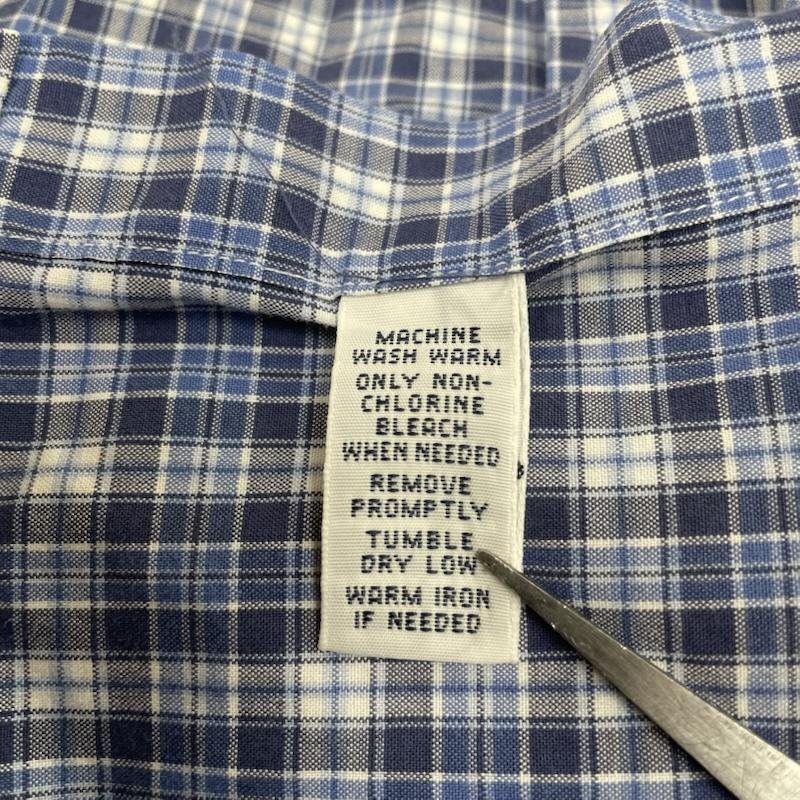 MACHINE
WASH WARM
ONLY NON-
CHLORINE
BLEACH
WHEN NEEDED
REMOVE
PROMPTLY
TUMBLE
DRY LOW
WARM IRON
IF NEEDED